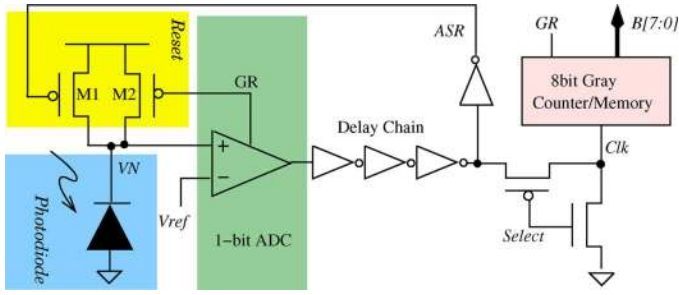 ASR
GR
B[7:0]
Reset
M1
M2
GR
8bit Gray
Counter/Memory
Delay Chain
+
Clk
VN
−
Vref
Photodiode
Select
1−bit ADC